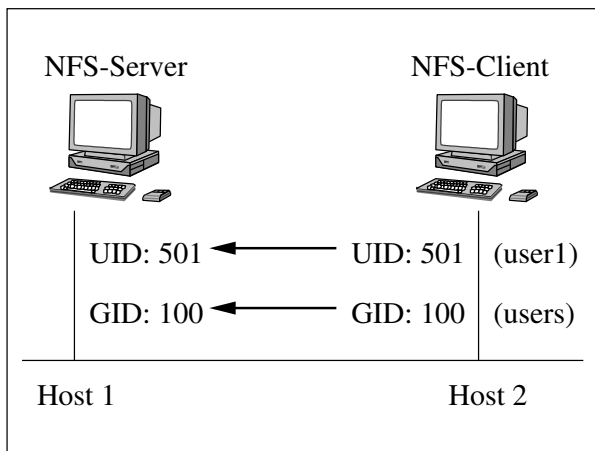 NFS-Server NFS-Client
UID: 501 UID: 501 (user1)
GID: 100 GID: 100 (users)
Host 1 Host 2